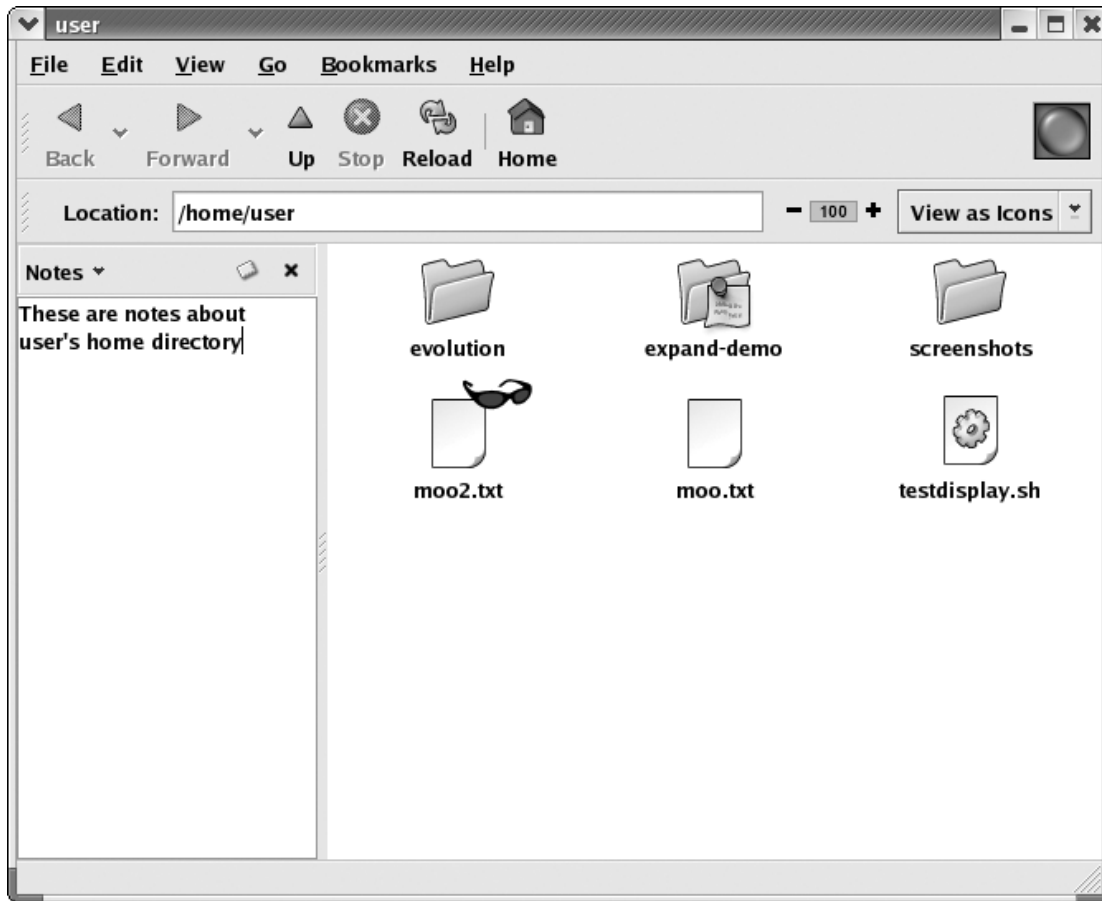 user
File Edit View Go Bookmarks Help
Back Forward Up Stop Reload Home
Location: /home/user 100 View as Icons
Notes
These are notes about
user's home directory
evolution expand-demo screenshots
moo2.txt moo.txt testdisplay.sh